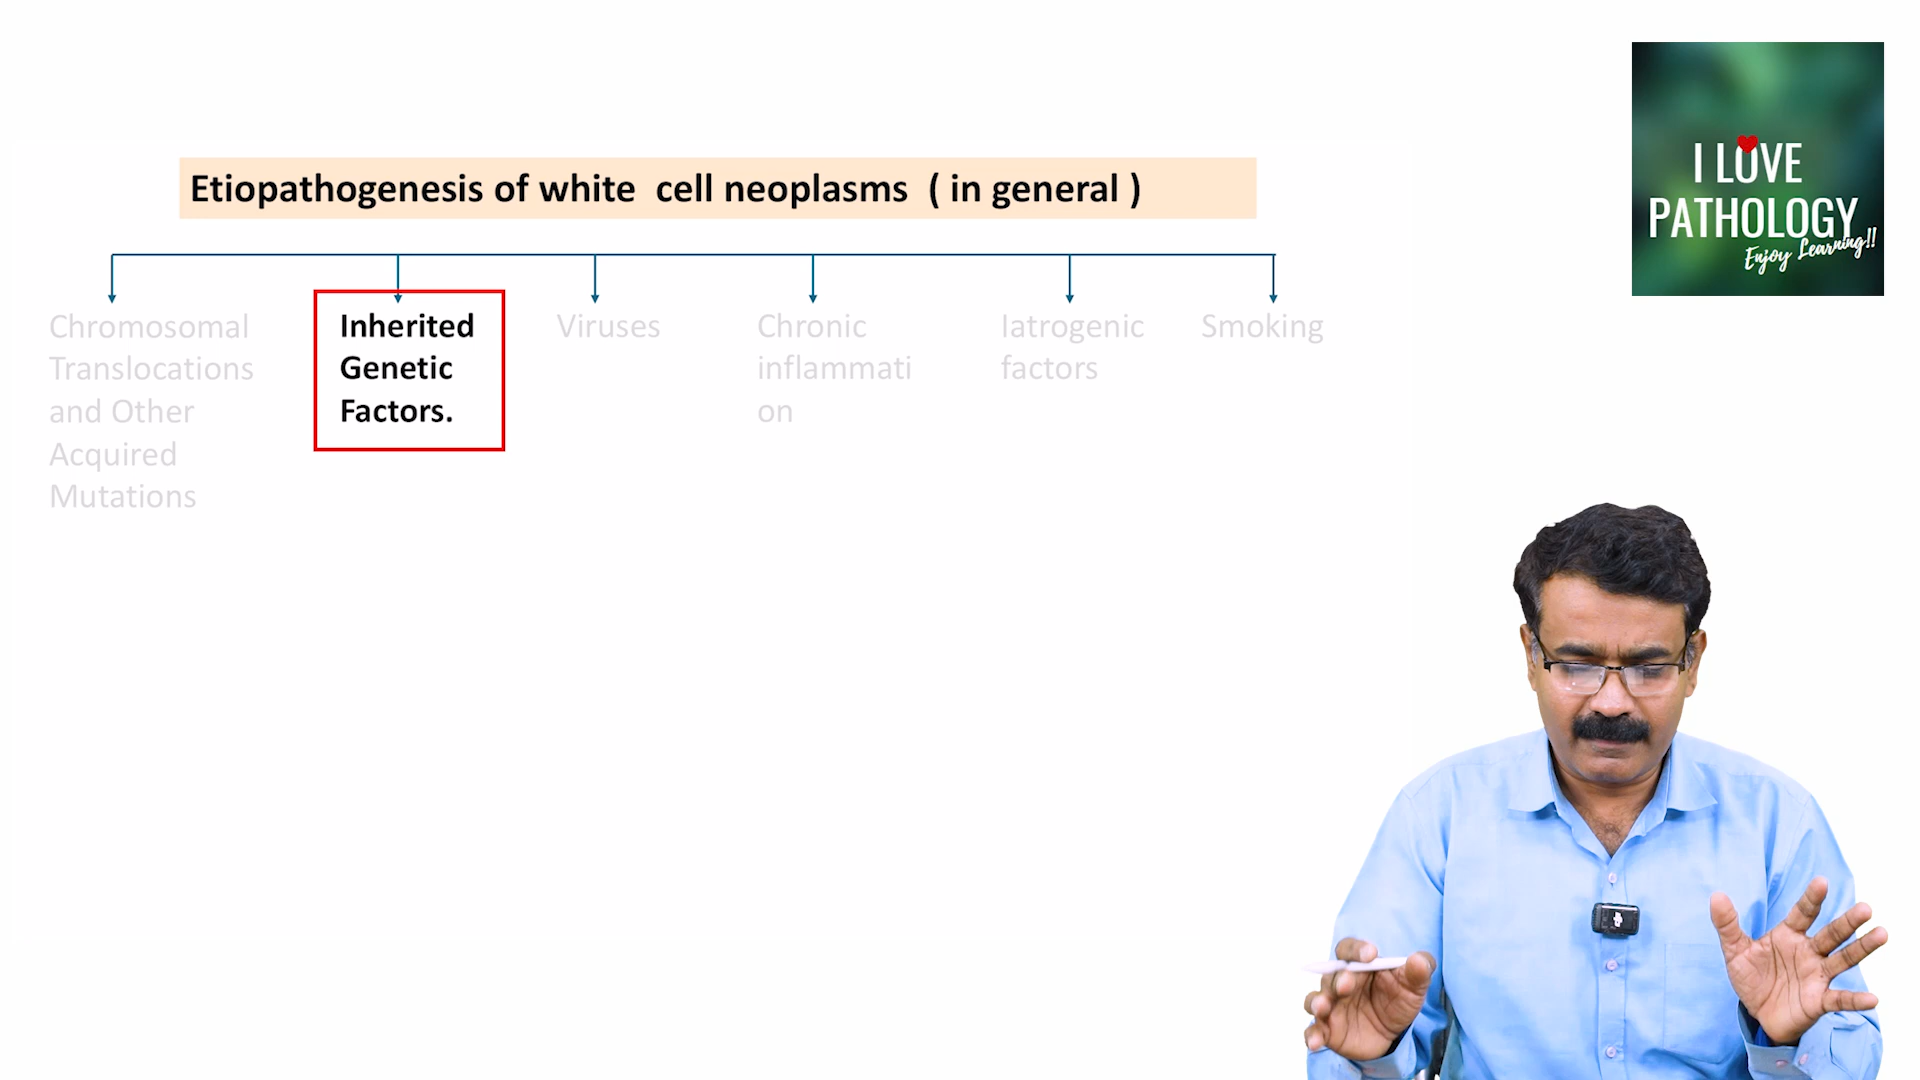 I LOVE
PATHOLOGY
Enjoy Learning!!
Etiopathogenesis of white cell neoplasms ( in general )
Chromosomal
Translocations
and Other
Acquired
Mutations
Inherited
Genetic
Factors.
Viruses
Chronic
inflammati
on
Iatrogenic
factors
Smoking